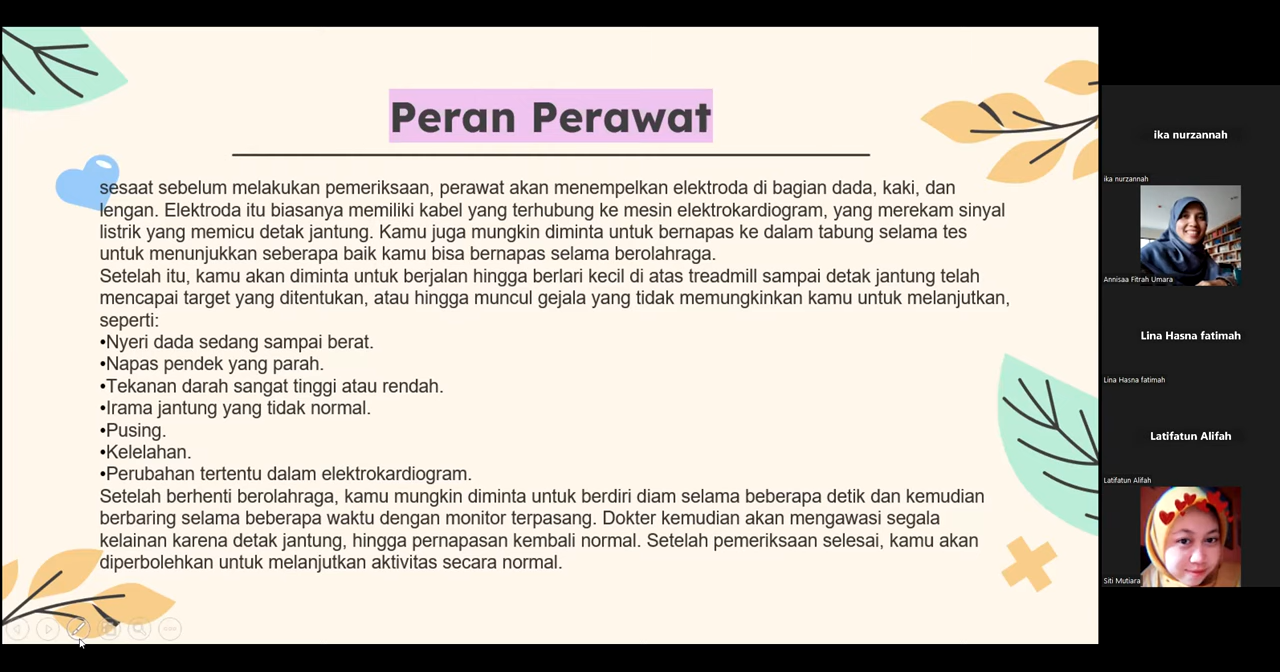 Peran Perawat
sesaat sebelum melakukan pemeriksaan, perawat akan menempelkan elektroda di bagian dada, kaki, dan
lengan. Elektroda itu biasanya memiliki kabel yang terhubung ke mesin elektrokardiogram, yang merekam sinyal
listrik yang memicu detak jantung. Kamu juga mungkin diminta untuk bernapas ke dalam tabung selama tes
untuk menunjukkan seberapa baik kamu bisa bernapas selama berolahraga.
Setelah itu, kamu akan diminta untuk berjalan hingga berlari kecil di atas treadmill sampai detak jantung telah
mencapai target yang ditentukan, atau hingga muncul gejala yang tidak memungkinkan kamu untuk melanjutkan,
seperti:
•Nyeri dada sedang sampai berat.
•Napas pendek yang parah.
•Tekanan darah sangat tinggi atau rendah.
•Irama jantung yang tidak normal.
•Pusing.
•Kelelahan.
•Perubahan tertentu dalam elektrokardiogram.
Setelah berhenti berolahraga, kamu mungkin diminta untuk berdiri diam selama beberapa detik dan kemudian
berbaring selama beberapa waktu dengan monitor terpasang. Dokter kemudian akan mengawasi segala
kelainan karena detak jantung, hingga pernapasan kembali normal. Setelah pemeriksaan selesai, kamu akan
diperbolehkan untuk melanjutkan aktivitas secara normal.
ika nurzannah
ika nurzannah
Annisaa Fitrah Umara
Lina Hasna fatimah
Lina Hasna fatimah
Latifatun Alifah
Latifatun Alifah
Siti Mutiara